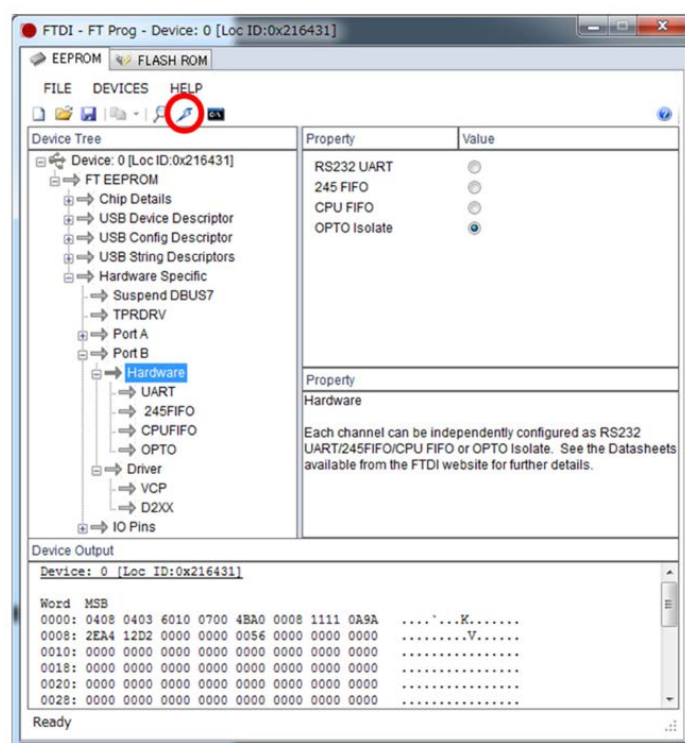 FTDI - FT Prog - Device: 0 [Loc ID:0x216431]
EEPROM FLASH ROM
FILE DEVICES HELP
Device Tree
Device: 0 [Loc ID:0x216431]
FT EEPROM
Chip Details
USB Device Descriptor
USB Config Descriptor
USB String Descriptors
Hardware Specific
Suspend DBUS7
TPRDRV
Port A
Port B
Hardware
UART
245FIFO
CPUFIFO
OPTO
Driver
VCP
D2XX
IO Pins
Property Value
RS232 UART
245 FIFO
CPU FIFO
OPTO Isolate
Property
Hardware
Each channel can be independently configured as RS232
UART/245FIFO/CPU FIFO or OPTO Isolate. See the Datasheets
available from the FTDI website for further details.
Device Output
Device: 0 [Loc ID:0x216431]
Word MSB
0000: 0408 0403 6010 0700 4BA0 0008 1111 0A9A ....`...K.......
0008: 2EA4 12D2 0000 0000 0056 0000 0000 0000 .........V......
0010: 0000 0000 0000 0000 0000 0000 0000 0000 ................
0018: 0000 0000 0000 0000 0000 0000 0000 0000 ................
0020: 0000 0000 0000 0000 0000 0000 0000 0000 ................
0028: 0000 0000 0000 0000 0000 0000 0000 0000 ................
Ready